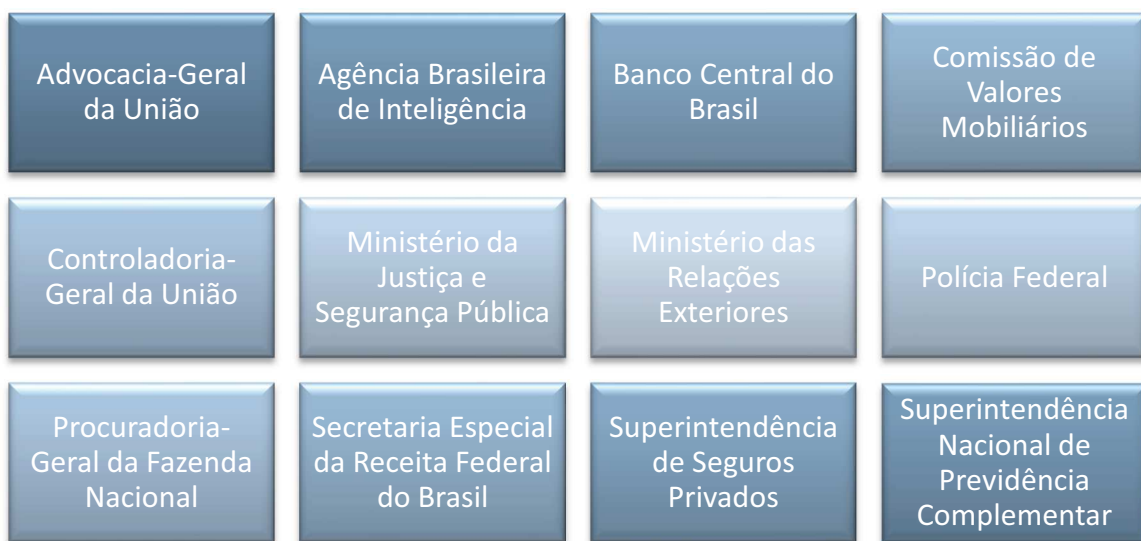 Advocacia-Geral
da União
Agência Brasileira
de Inteligência
Banco Central do
Brasil
Comissão de
Valores
Mobiliários
Controladoria-
Geral da União
Ministério da
Justiça e
Segurança Pública
Ministério das
Relações
Exteriores
Polícia Federal
Procuradoria-
Geral da Fazenda
Nacional
Secretaria Especial
da Receita Federal
do Brasil
Superintendência
de Seguros
Privados
Superintendência
Nacional de
Previdência
Complementar